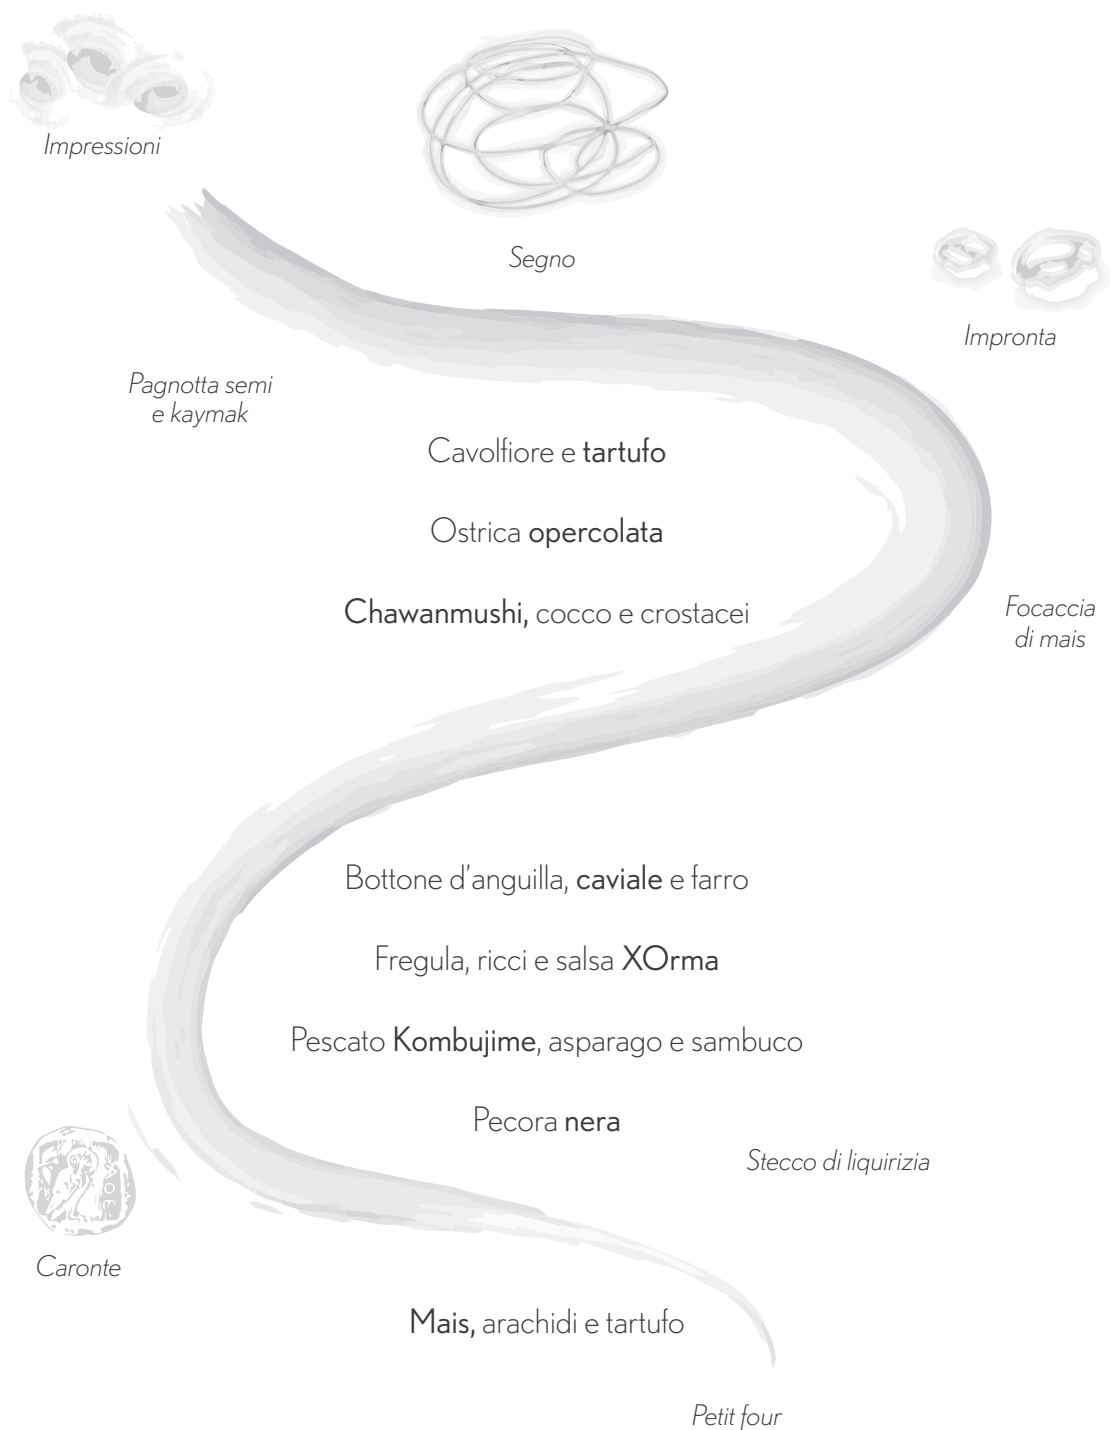 Impressioni
Segno
Impronta
Pagnotta semi
e kaymak
Cavolfiore e tartufo
Ostrica opercolata
Chawanmushi, cocco e crostacei
Focaccia
di mais
Bottone d'anguilla, caviale e farro
Fregula, ricci e salsa XOrma
Pescato Kombujime, asparago e sambuco
Pecora nera
Stecco di liquirizia
Caronte
Mais, arachidi e tartufo
Petit four